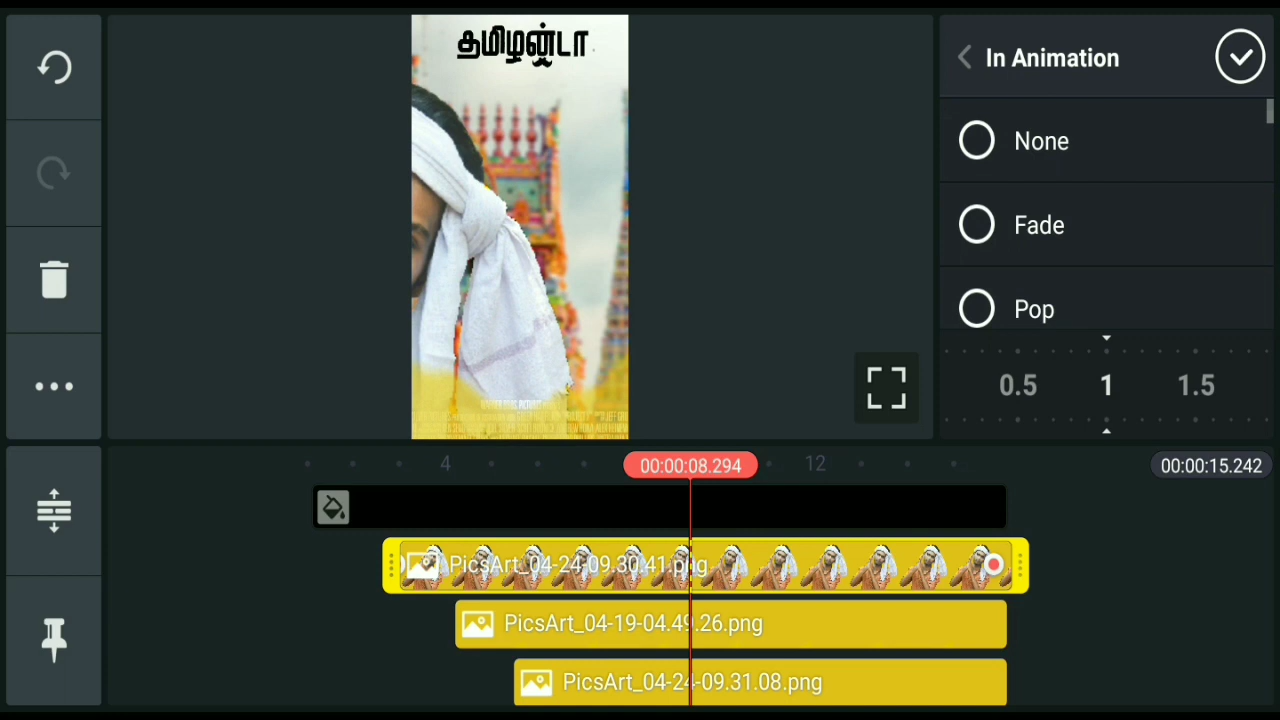 தமிழன்டா
In Animation
None
Fade
Pop
0.5 1 1.5
4 00:00:08.294 12 00:00:15.242
PicsArt_04-24-09.30.41.png
PicsArt_04-19-04.49.26.png
PicsArt_04-24-09.31.08.png